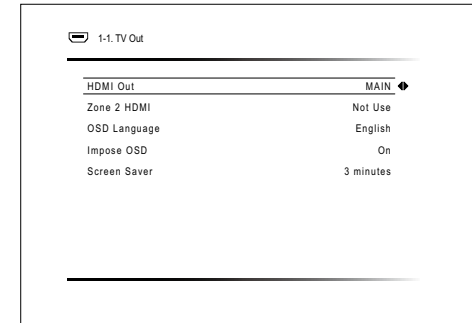 1-1. TV Out
HDMI Out MAIN
Zone 2 HDMI Not Use
OSD Language English
Impose OSD On
Screen Saver 3 minutes